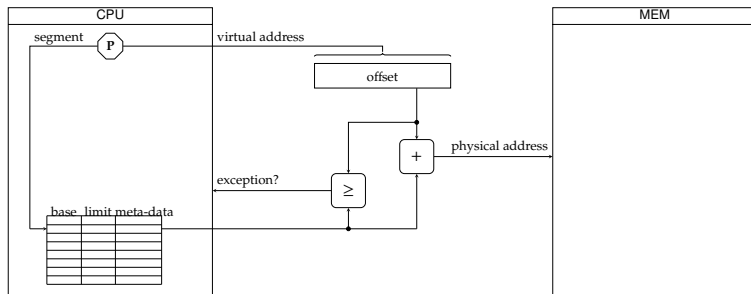 CPU
MEM
segment
P
virtual address
offset
+
physical address
exception?
≥
base limit meta-data